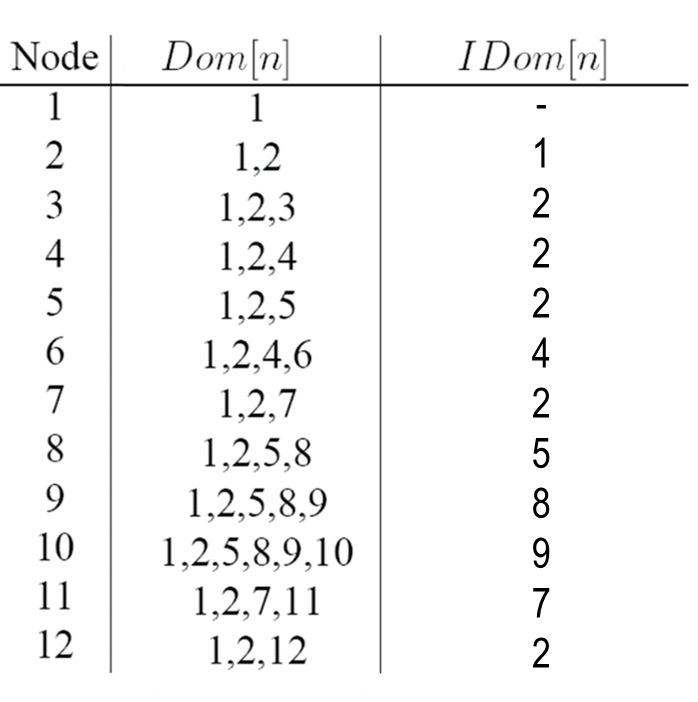 Node Dom[n] IDom[n]
1 1 -
2 1,2 1
3 1,2,3 2
4 1,2,4 2
5 1,2,5 2
6 1,2,4,6 4
7 1,2,7 2
8 1,2,5,8 5
9 1,2,5,8,9 8
10 1,2,5,8,9,10 9
11 1,2,7,11 7
12 1,2,12 2